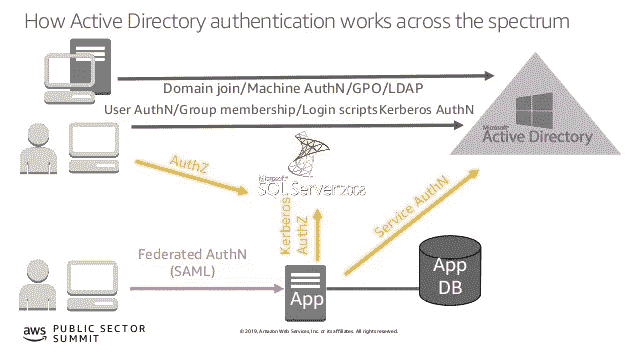 How Active Directory authentication works across the spectrum
Domain join/Machine AuthN/GPO/LDAP
User AuthN/Group membership/Login scriptsKerberos AuthN
Microsoft
Active Directory
AuthZ
Microsoft
SQL Server 2008
Kerberos
AuthZ
Service AuthN
Federated AuthN
(SAML)
App
App
DB
aws PUBLIC SECTOR
SUMMIT
© 2019, Amazon Web Services, Inc. or its affiliates. All rights reserved.